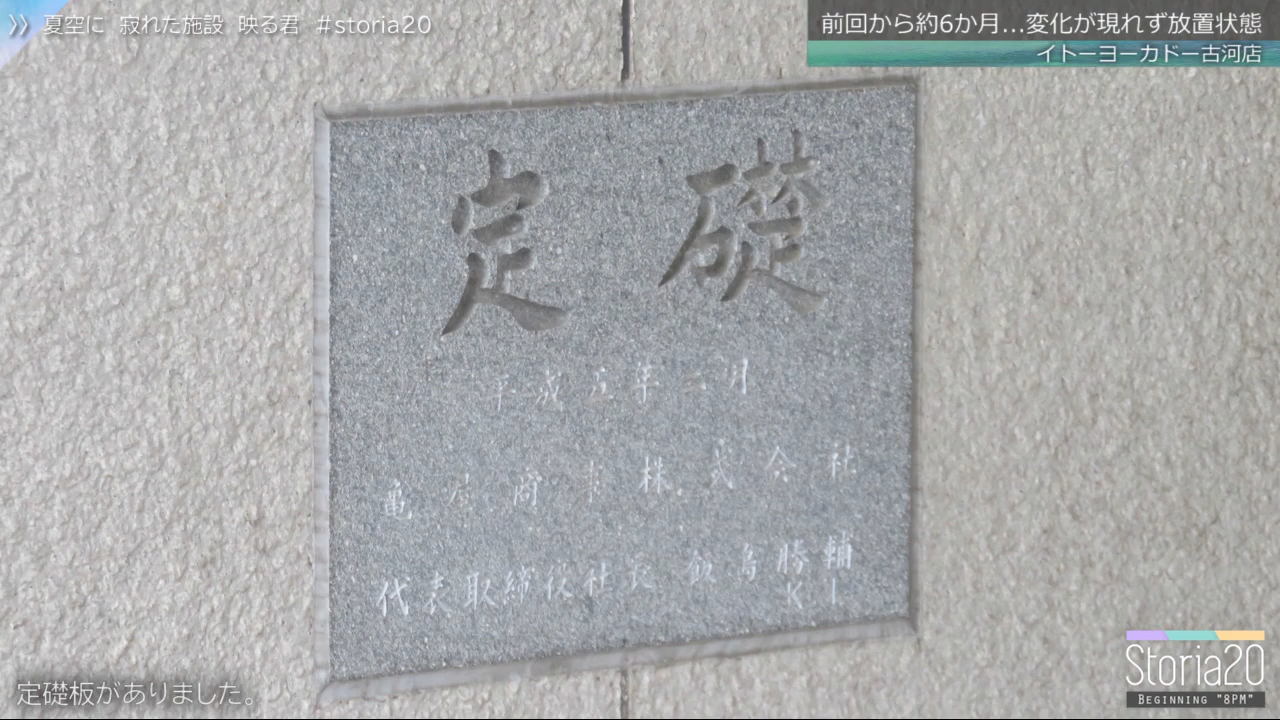 夏空に 寂れた施設 映る君 #storia20
前回から約6か月…変化が現れず放置状態
イトーヨーカドー古河店
定礎
平成五年二月
亀屋商事株式会社
代表取締役社長 飯島勝輔
K I
定礎板がありました。
Storia20
BEGINNING "8PM"